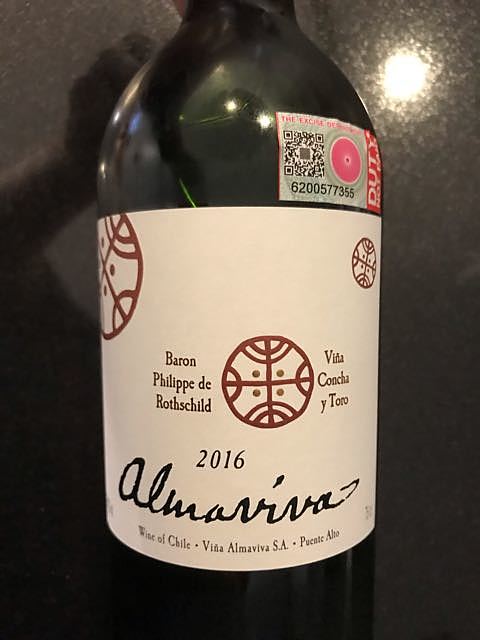 THE EXCISE DE
DUTY
6200577355
Baron
Philippe de
Rothschild
Viña
Concha
y Toro
2016
almaviva
Wine of Chile • Viña Almaviva S.A. • Puente Alto